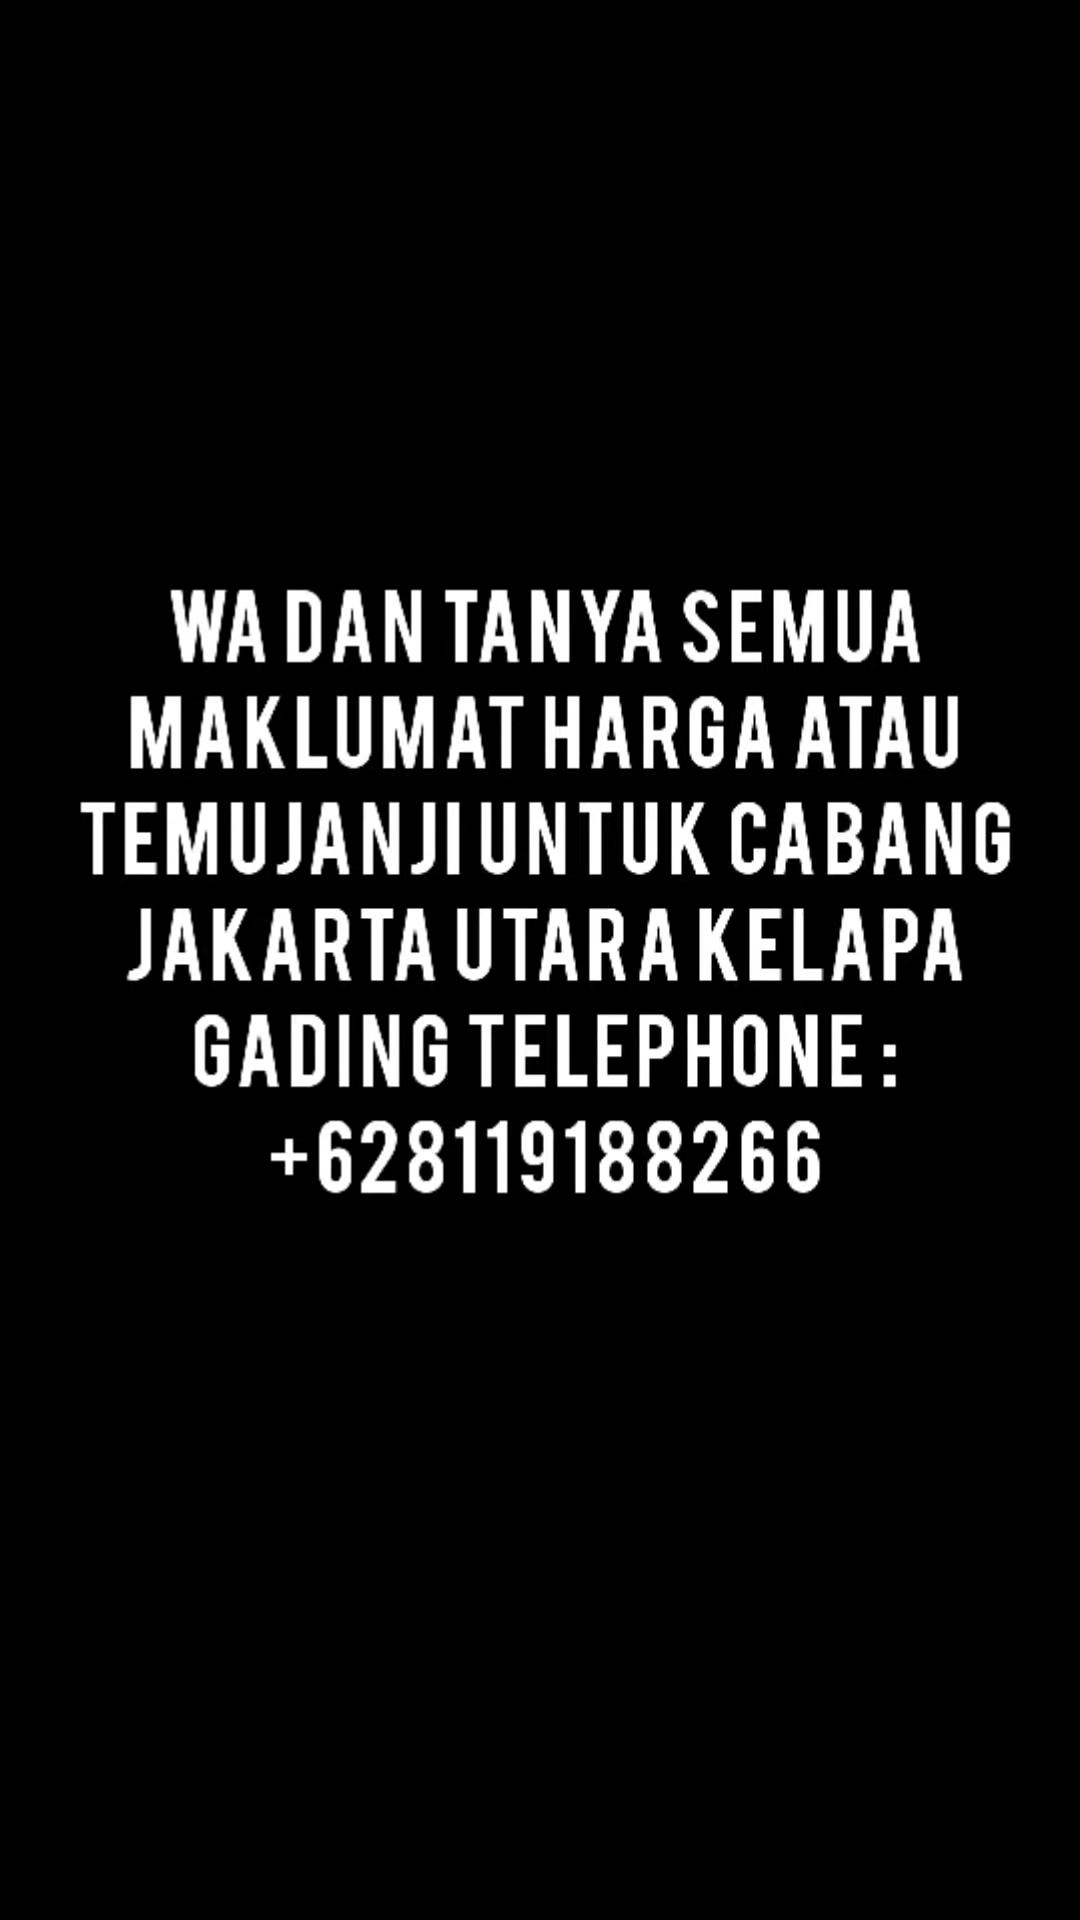 WA DAN TANYA SEMUA
MAKLUMAT HARGA ATAU
TEMUJANJI UNTUK CABANG
JAKARTA UTARA KELAPA
GADING TELEPHONE :
+628119188266